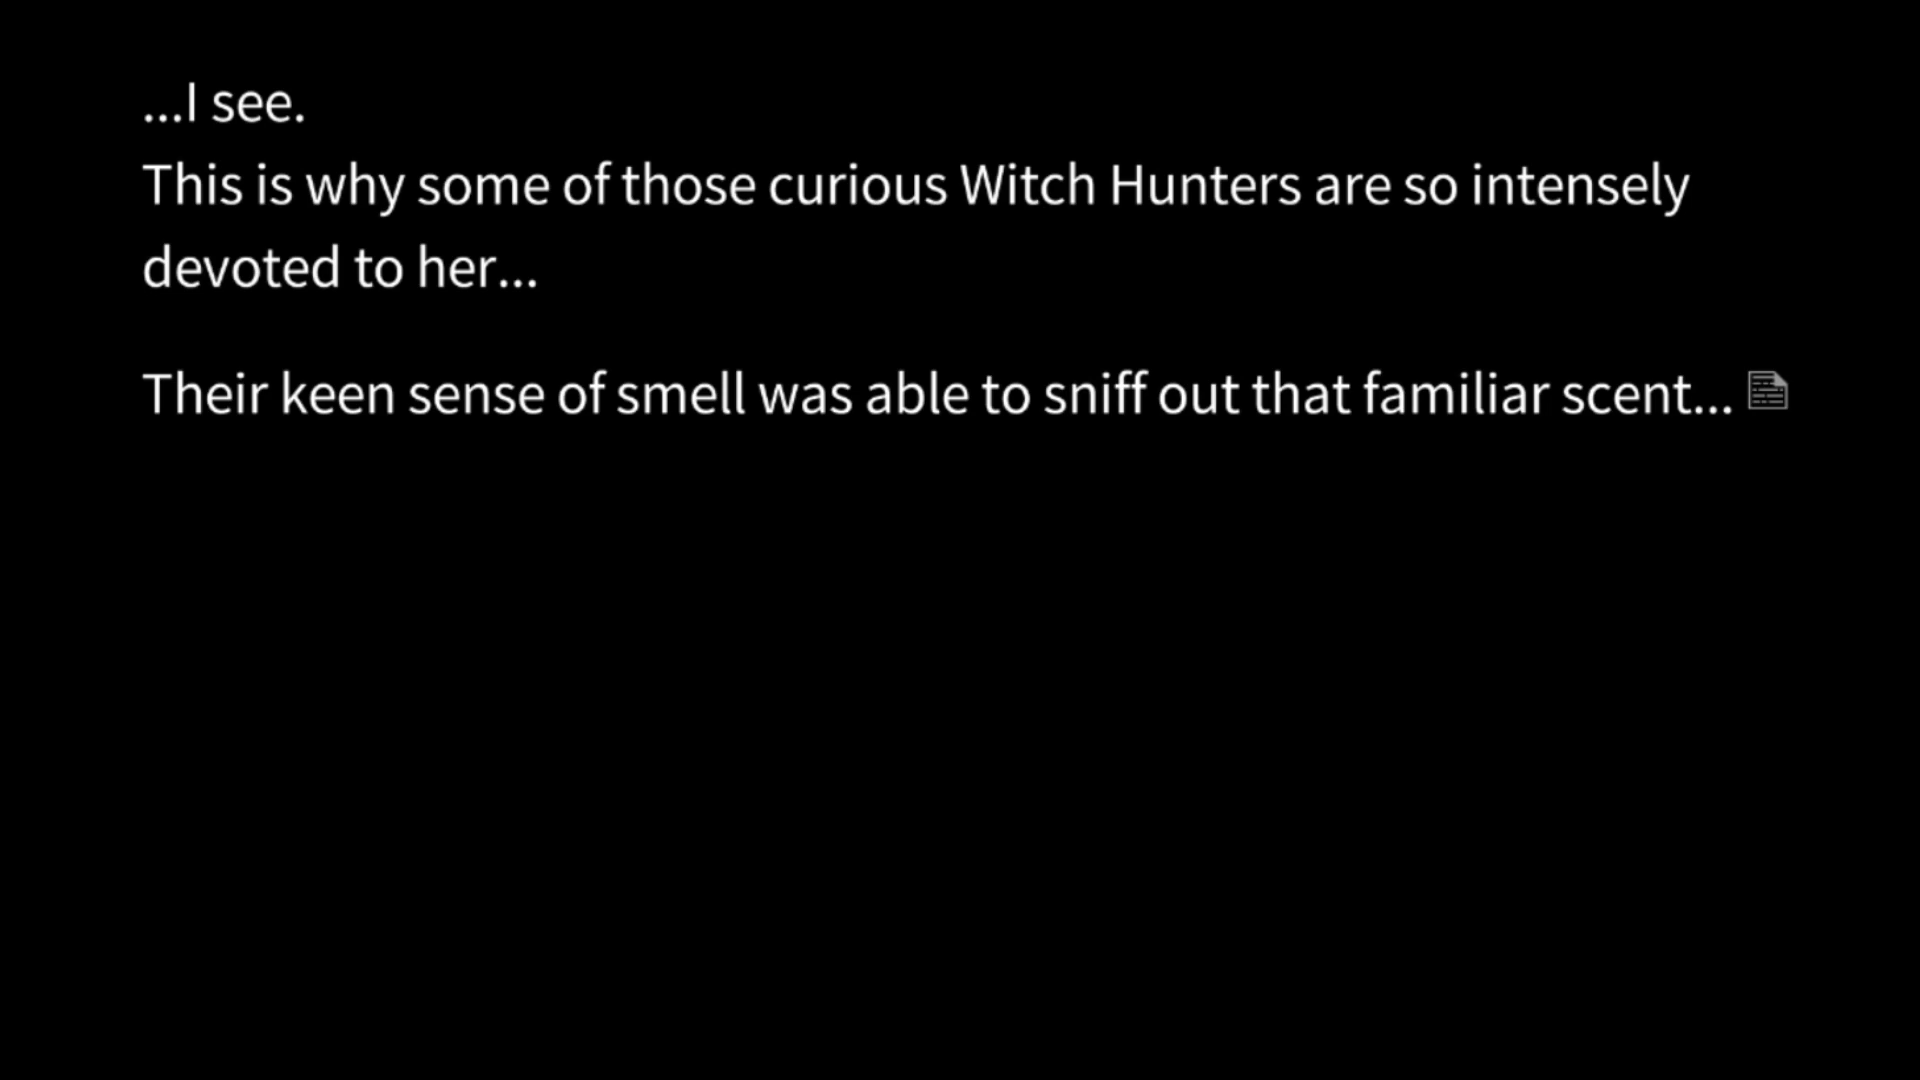 ...I see.
This is why some of those curious Witch Hunters are so intensely
devoted to her...
Their keen sense of smell was able to sniff out that familiar scent...